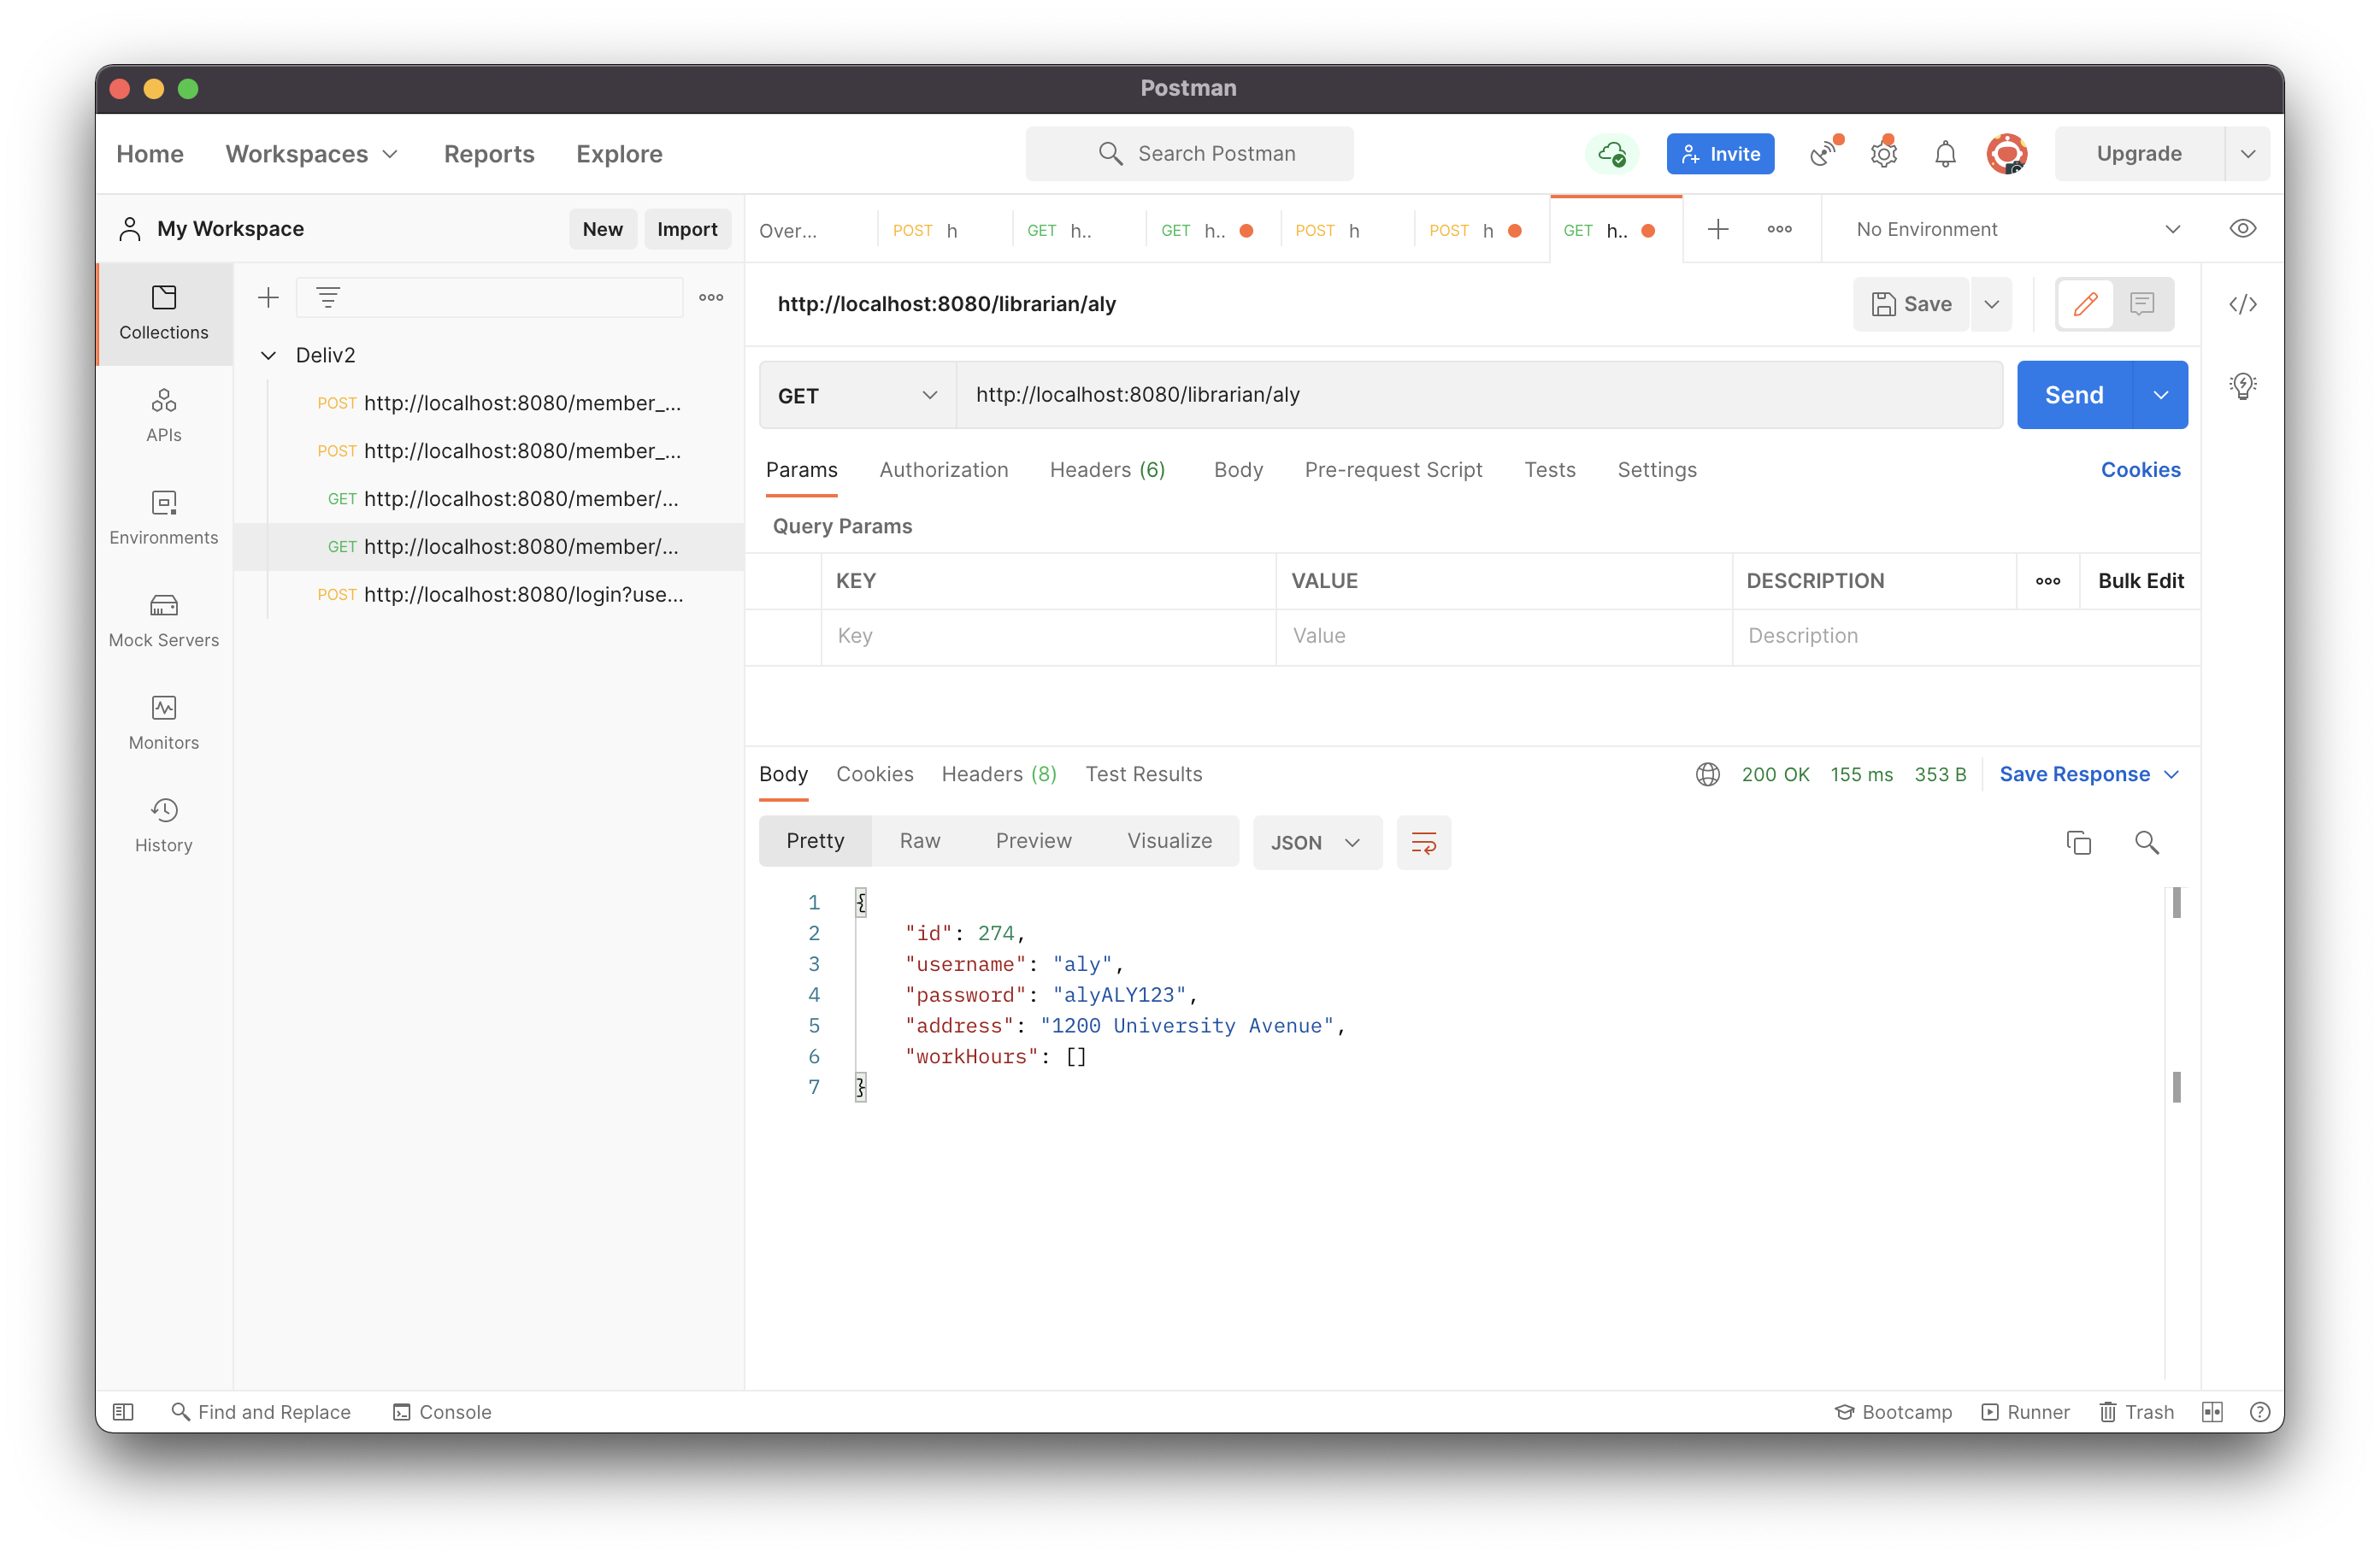 Postman
Home Workspaces Reports Explore Search Postman Invite Upgrade
My Workspace New Import Over... POST h GET h.. GET h.. POST h POST h GET h.. No Environment
Collections
APIs
Environments
Mock Servers
Monitors
History
Deliv2
POST http://localhost:8080/member_...
POST http://localhost:8080/member_...
GET http://localhost:8080/member/...
GET http://localhost:8080/member/...
POST http://localhost:8080/login?use...
http://localhost:8080/librarian/aly Save
GET http://localhost:8080/librarian/aly Send
Params Authorization Headers (6) Body Pre-request Script Tests Settings Cookies
Query Params
KEY VALUE DESCRIPTION Bulk Edit
Key Value Description
Body Cookies Headers (8) Test Results 200 OK 155 ms 353 B Save Response
Pretty Raw Preview Visualize JSON
1 {
2 "id": 274,
3 "username": "aly",
4 "password": "alyALY123",
5 "address": "1200 University Avenue",
6 "workHours": []
7 }
Find and Replace Console Bootcamp Runner Trash